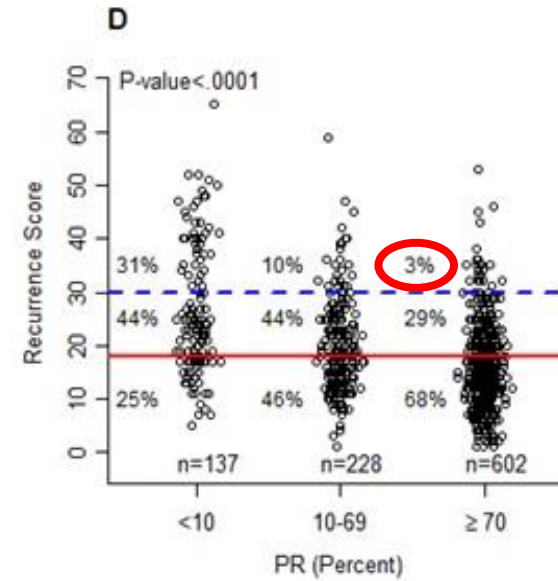 D
P-value<.0001
70
60
50
40
30
20
10
0
Recurrence Score
31% 10% 3%
44% 44% 29%
25% 46% 68%
n=137 n=228 n=602
<10 10-69 ≥ 70
PR (Percent)